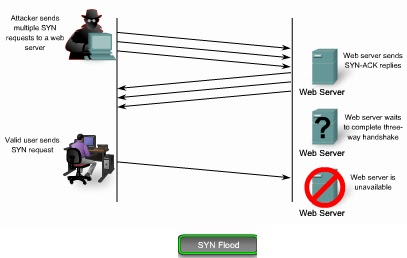 Attacker sends
multiple SYN
requests to a web
server
Web server sends
SYN-ACK replies
Web Server
Web server waits
to complete three-
way handshake
?
Web Server
Valid user sends
SYN request
Web server is
unavailable
Web Server
SYN Flood